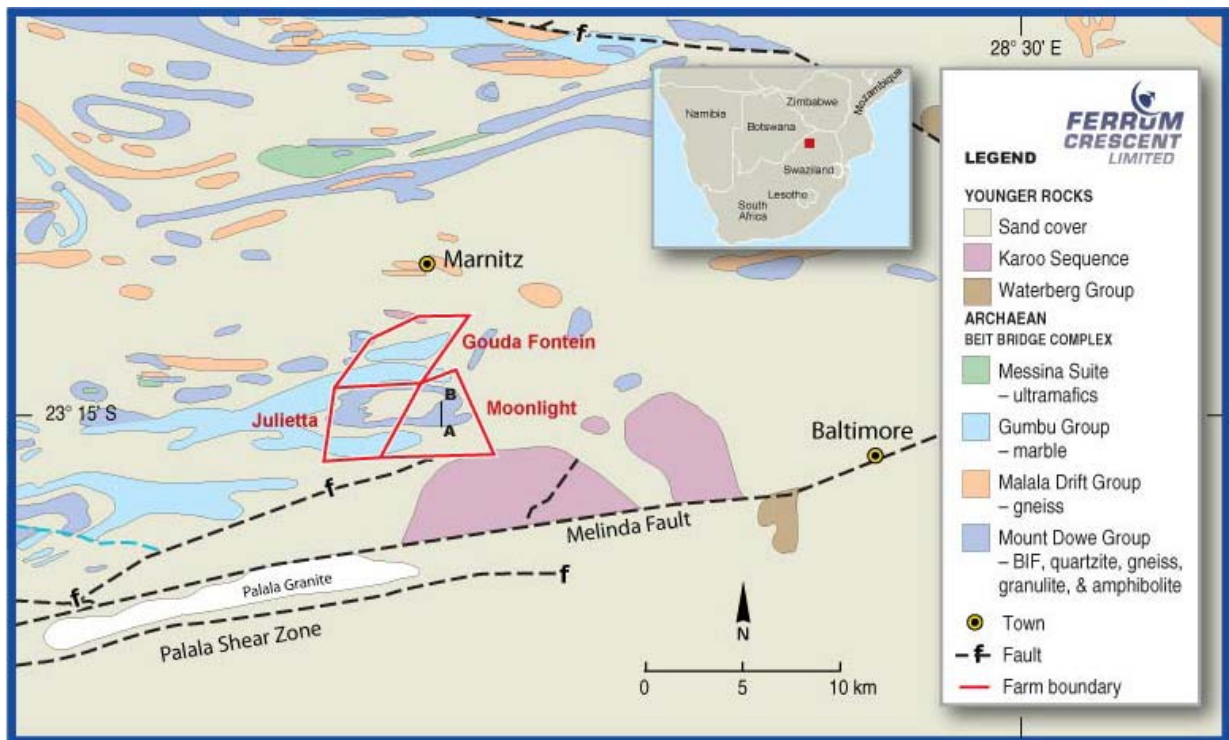 f
28° 30' E
Namibia
Botswana
Zimbabwe
Mozambique
Swaziland
Lesotho
South
Africa
FERRUM
CRESCENT
LIMITED
LEGEND
YOUNGER ROCKS
Sand cover
Karoo Sequence
Waterberg Group
ARCHAEAN
BEIT BRIDGE COMPLEX
Messina Suite
– ultramafics
Gumbu Group
– marble
Malala Drift Group
– gneiss
Mount Dowe Group
– BIF, quartzite, gneiss,
granulite, & amphibolite
Town
f Fault
Farm boundary
Marnitz
Gouda Fontein
23° 15' S
Julietta
B
A
Moonlight
Baltimore
f
Melinda Fault
f
f
Palala Granite
Palala Shear Zone
N
0 5 10 km